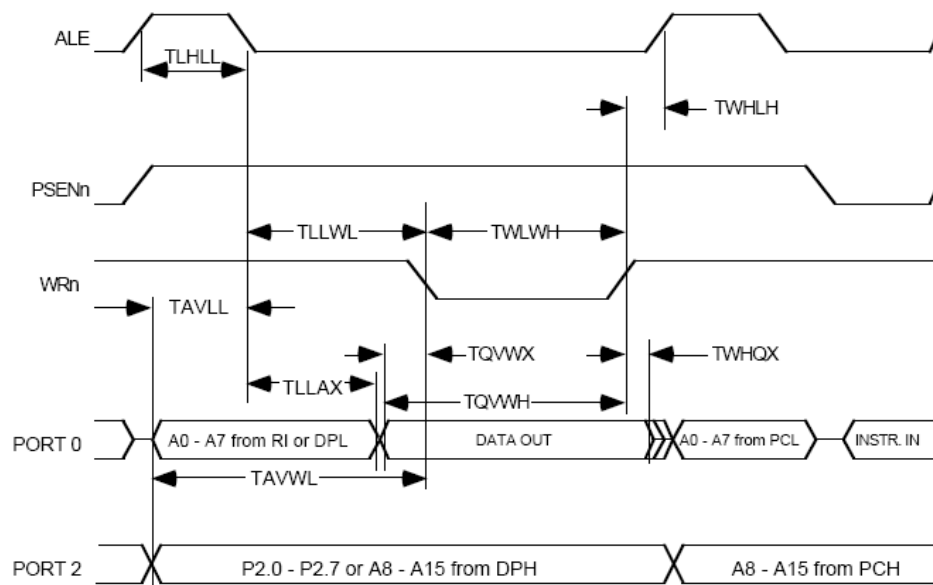 ALE
TLHLL
TWHLH
PSENn
TLLWL
TWLWH
WRn
TAVLL
TQVWX
TWHQX
TLLAX
TQVWH
PORT 0
A0 - A7 from RI or DPL
DATA OUT
A0 - A7 from PCL
INSTR. IN
TAVWL
PORT 2
P2.0 - P2.7 or A8 - A15 from DPH
A8 - A15 from PCH